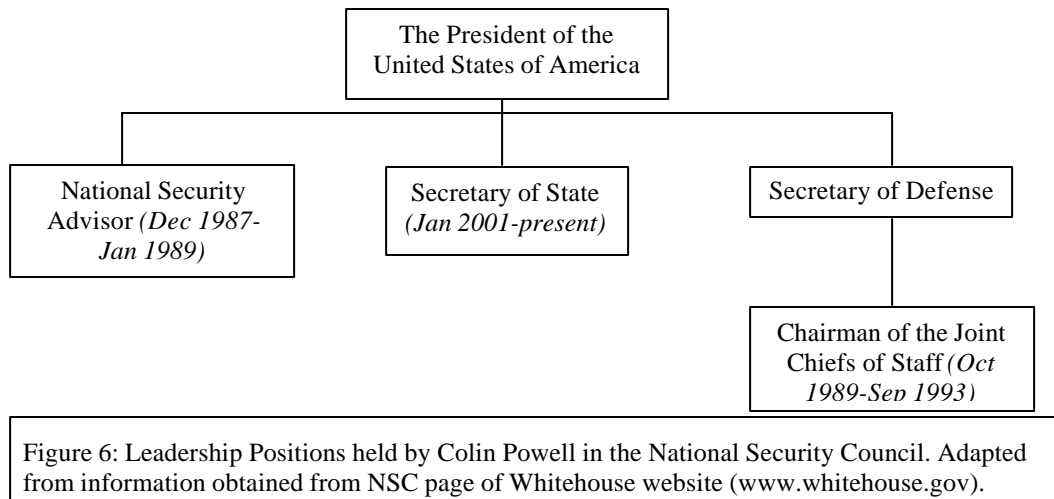 The President of the
United States of America
National Security
Advisor (Dec 1987-
Jan 1989)
Secretary of State
(Jan 2001-present)
Secretary of Defense
Chairman of the Joint
Chiefs of Staff (Oct
1989-Sep 1993)
Figure 6: Leadership Positions held by Colin Powell in the National Security Council. Adapted
from information obtained from NSC page of Whitehouse website (www.whitehouse.gov).